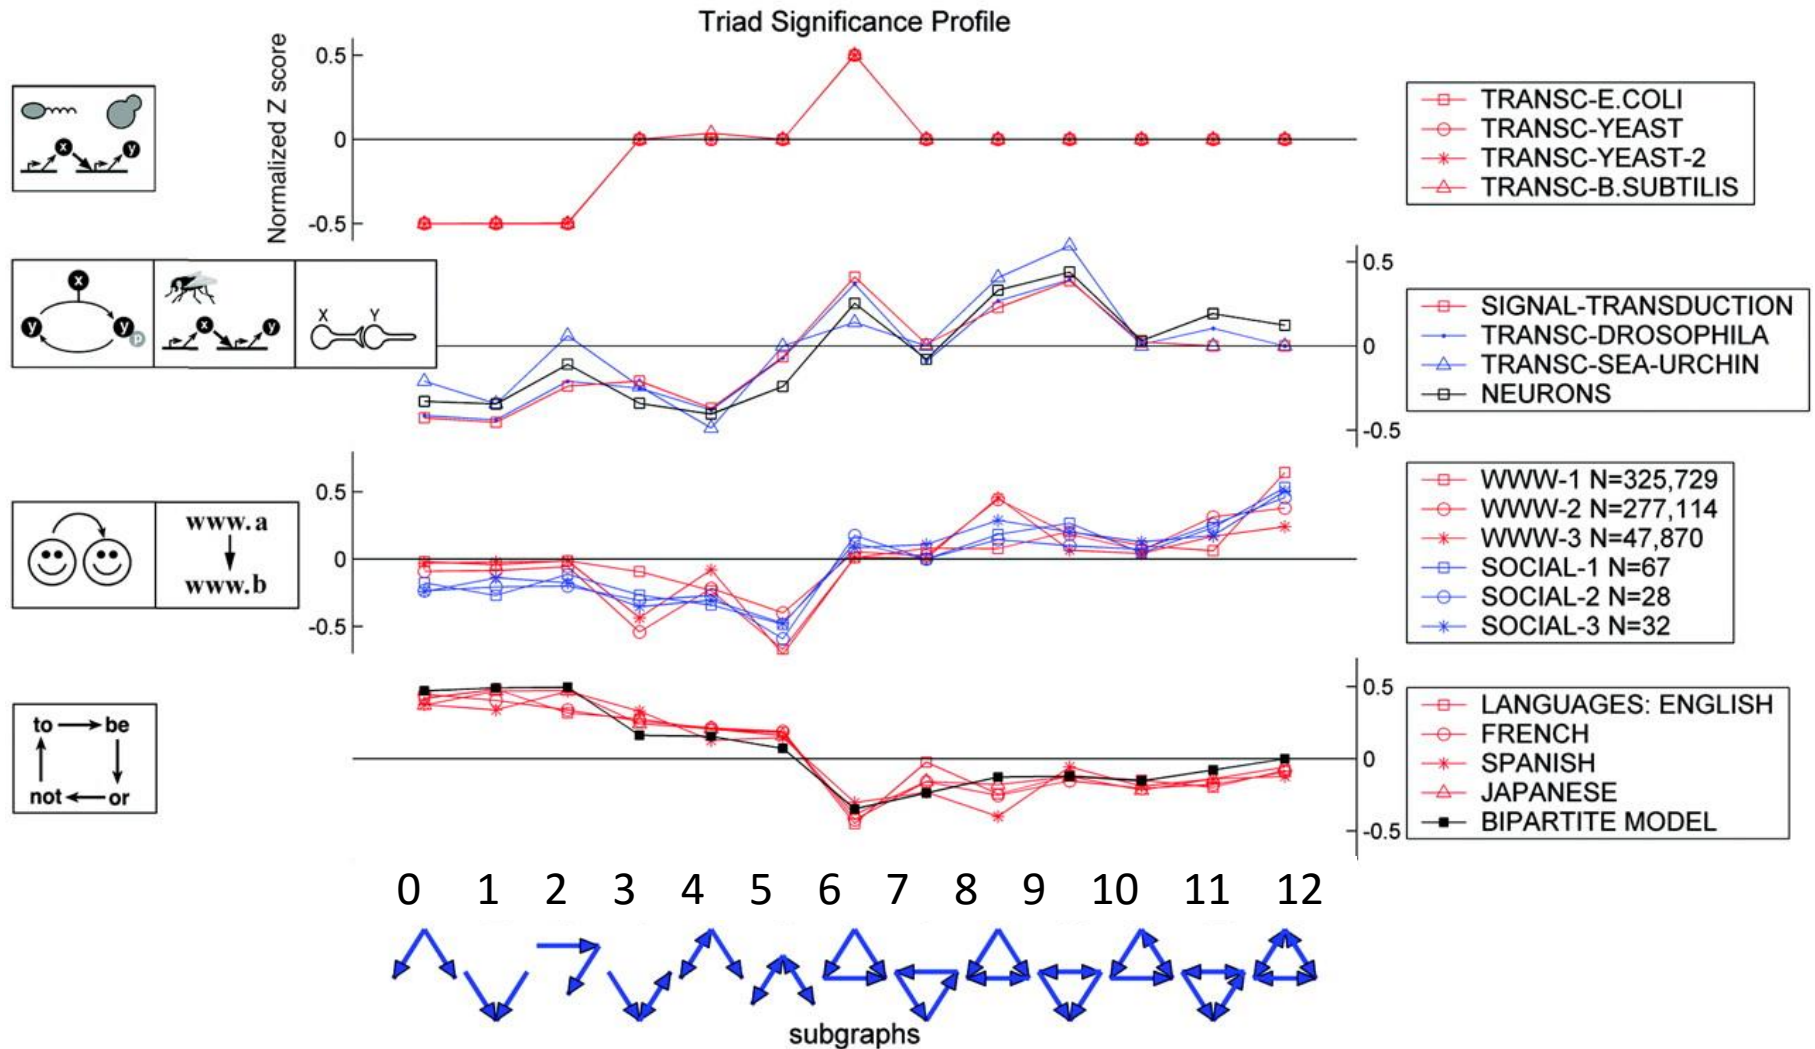 Triad Significance Profile
Normalized Z score
0.5
0
-0.5
x
y
TRANSC-E.COLI
TRANSC-YEAST
TRANSC-YEAST-2
TRANSC-B.SUBTILIS
x
y
y
p
x
y
X
Y
0.5
0
-0.5
SIGNAL-TRANSDUCTION
TRANSC-DROSOPHILA
TRANSC-SEA-URCHIN
NEURONS
www.a
www.b
0.5
0
-0.5
WWW-1 N=325,729
WWW-2 N=277,114
WWW-3 N=47,870
SOCIAL-1 N=67
SOCIAL-2 N=28
SOCIAL-3 N=32
to be
not or
0.5
0
-0.5
LANGUAGES: ENGLISH
FRENCH
SPANISH
JAPANESE
BIPARTITE MODEL
0 1 2 3 4 5 6 7 8 9 10 11 12
subgraphs